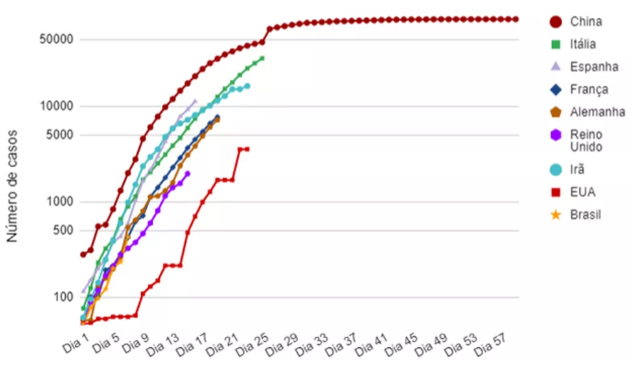 50000
10000
5000
1000
500
100
Número de casos
Dia 1
Dia 5
Dia 9
Dia 13
Dia 17
Dia 21
Dia 25
Dia 29
Dia 33
Dia 37
Dia 41
Dia 45
Dia 49
Dia 53
Dia 57
China
Itália
Espanha
França
Alemanha
Reino
Unido
Irã
EUA
Brasil